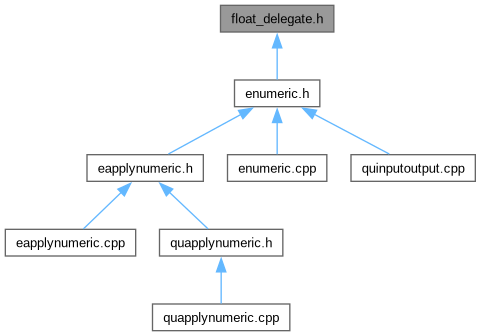 float_delegate.h
enumeric.h
eapplynumeric.h
enumeric.cpp
quinputoutput.cpp
eapplynumeric.cpp
quapplynumeric.h
quapplynumeric.cpp